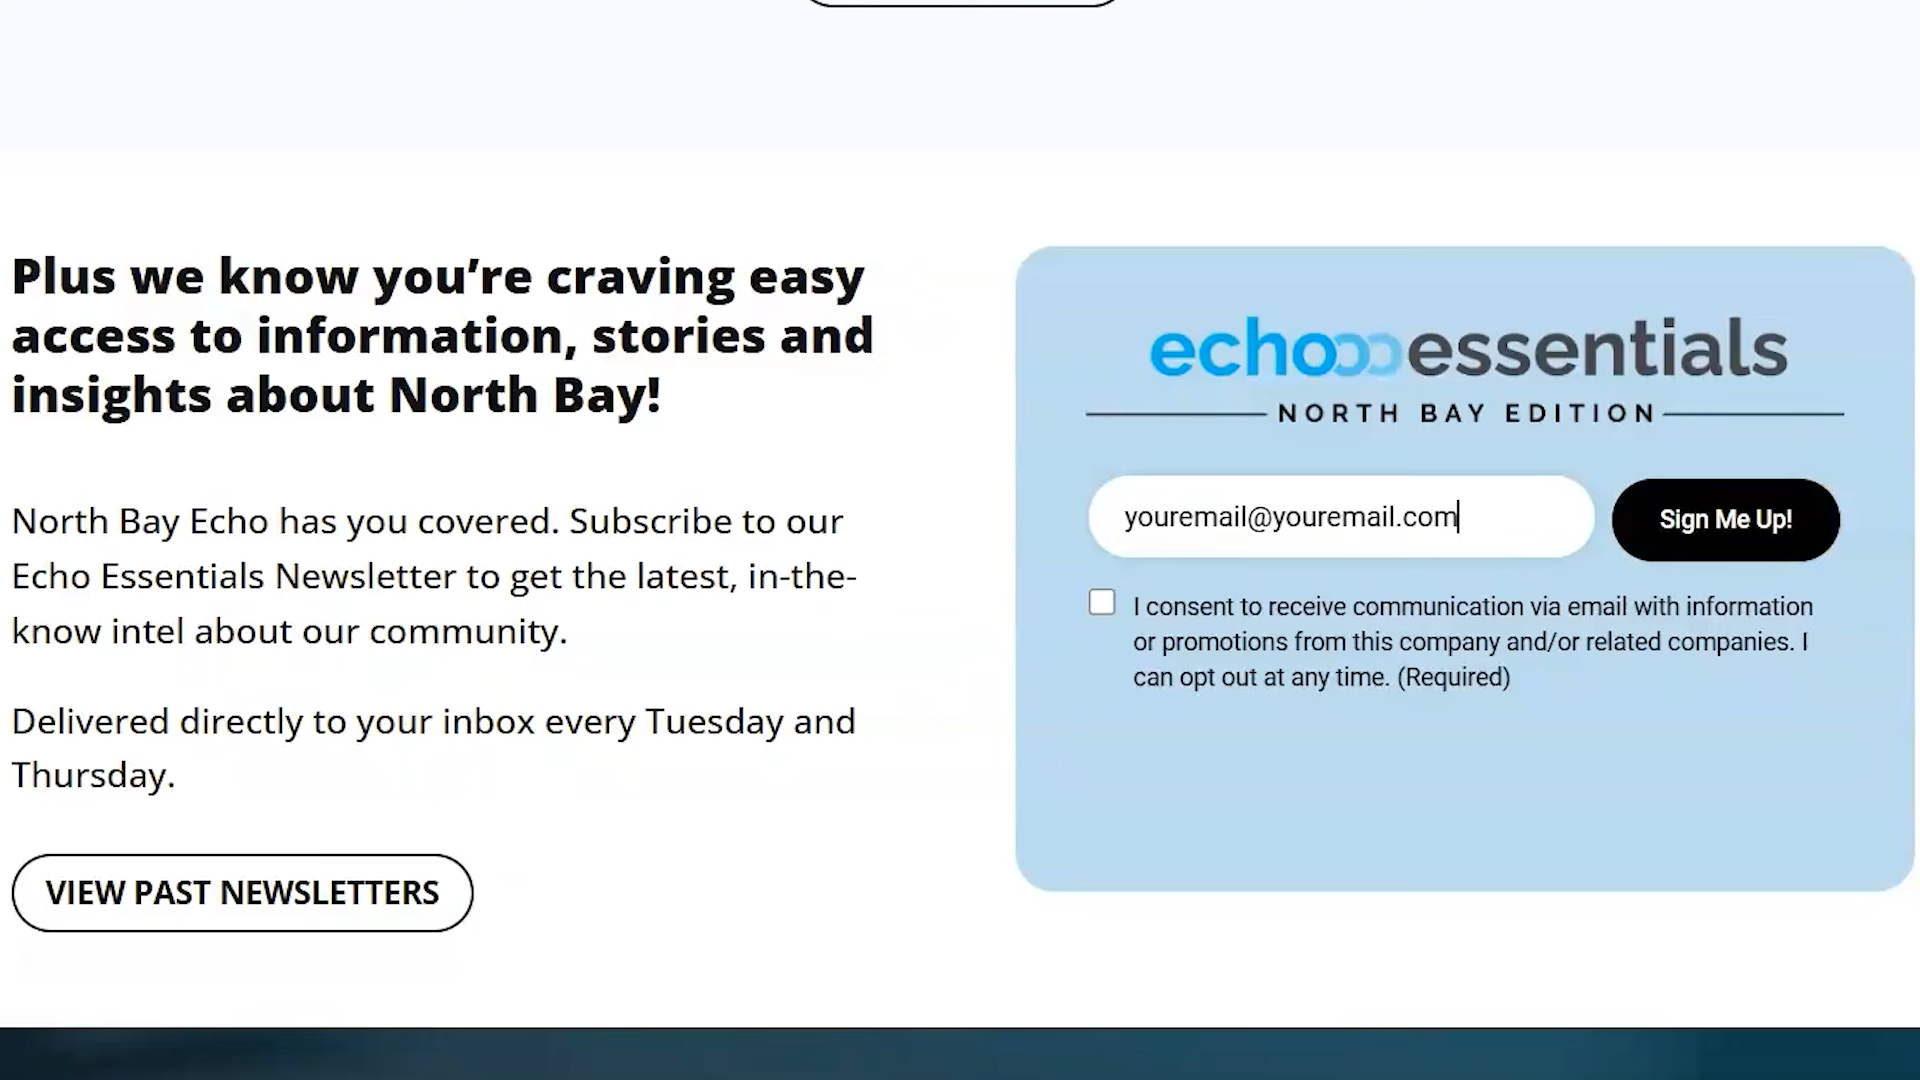 Plus we know you’re craving easy
access to information, stories and
insights about North Bay!
North Bay Echo has you covered. Subscribe to our
Echo Essentials Newsletter to get the latest, in-the-
know intel about our community.
Delivered directly to your inbox every Tuesday and
Thursday.
VIEW PAST NEWSLETTERS
echo essentials
NORTH BAY EDITION
youremail@youremail.com
Sign Me Up!
I consent to receive communication via email with information
or promotions from this company and/or related companies. I
can opt out at any time. (Required)